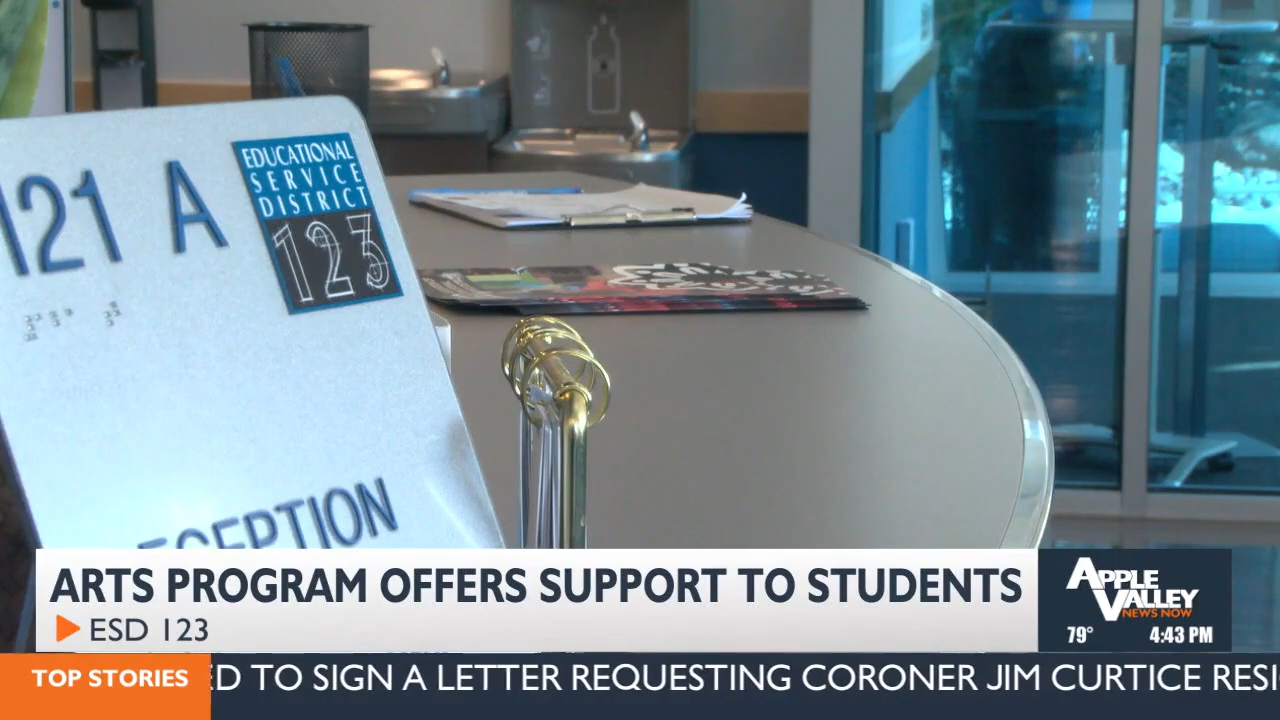 121 A
EDUCATIONAL
SERVICE
DISTRICT
123
RECEPTION
ARTS PROGRAM OFFERS SUPPORT TO STUDENTS
ESD 123
APPLE
VALLEY
NEWS NOW
79° 4:43 PM
TOP STORIES ED TO SIGN A LETTER REQUESTING CORONER JIM CURTICE RESI